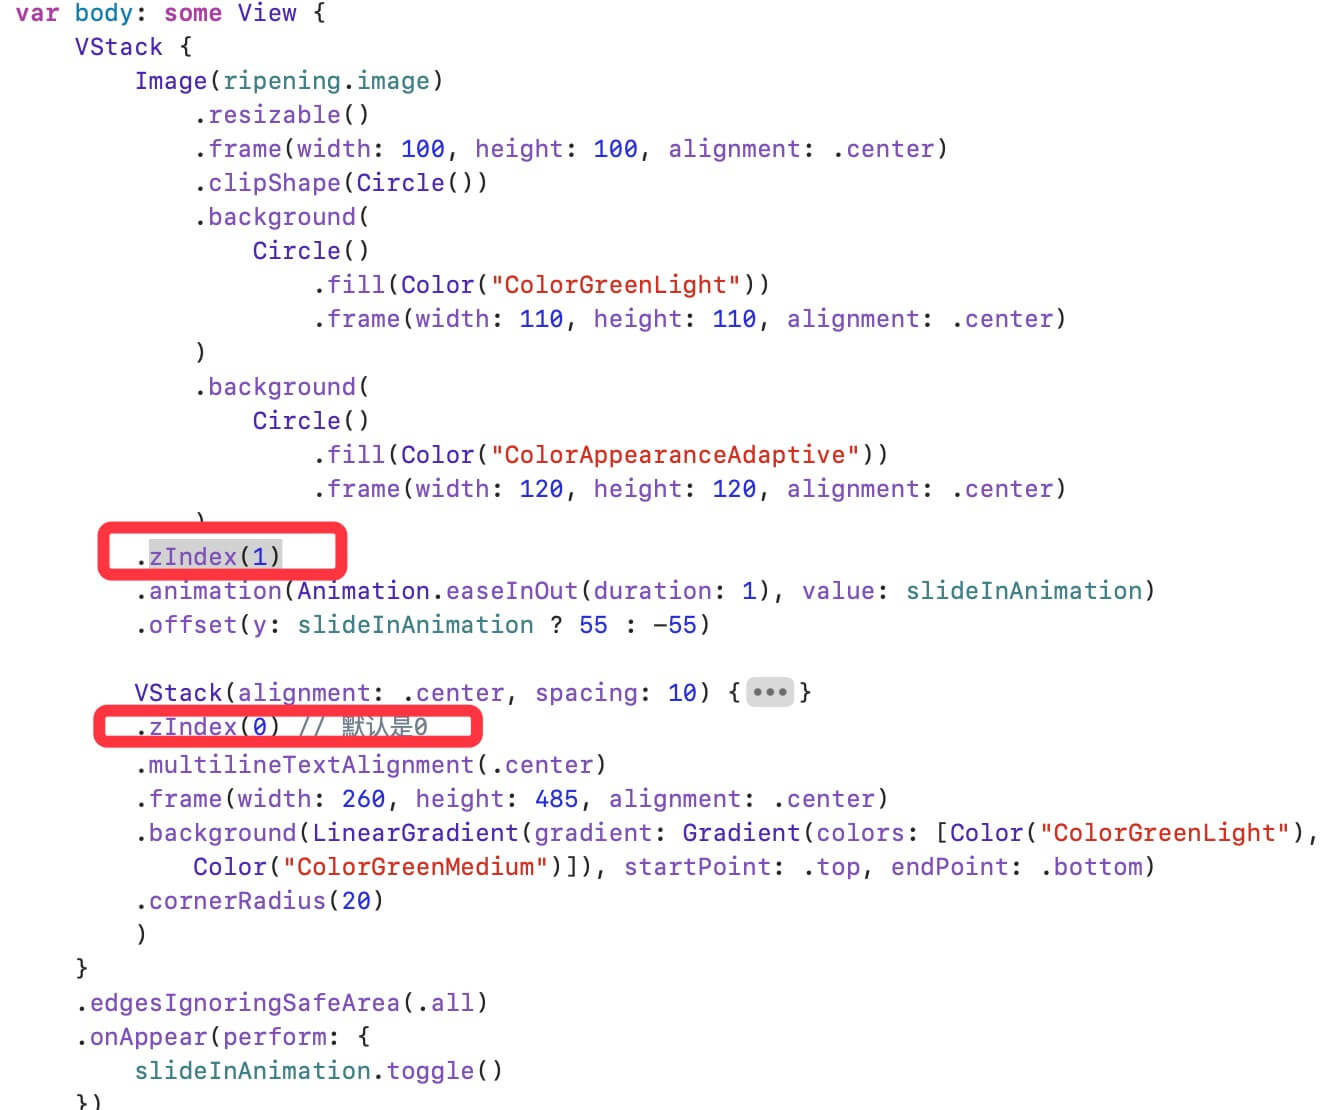 var body: some View {
VStack {
Image(ripening.image)
.resizable()
.frame(width: 100, height: 100, alignment: .center)
.clipShape(Circle())
.background(
Circle()
.fill(Color("ColorGreenLight"))
.frame(width: 110, height: 110, alignment: .center)
)
.background(
Circle()
.fill(Color("ColorAppearanceAdaptive"))
.frame(width: 120, height: 120, alignment: .center)
)
.zIndex(1)
.animation(Animation.easeInOut(duration: 1), value: slideInAnimation)
.offset(y: slideInAnimation ? 55 : -55)
VStack(alignment: .center, spacing: 10) {•••}
.zIndex(0) // 默认是0
.multilineTextAlignment(.center)
.frame(width: 260, height: 485, alignment: .center)
.background(LinearGradient(gradient: Gradient(colors: [Color("ColorGreenLight"),
Color("ColorGreenMedium")]), startPoint: .top, endPoint: .bottom)
.cornerRadius(20)
)
}
.edgesIgnoringSafeArea(.all)
.onAppear(perform: {
slideInAnimation.toggle()
})